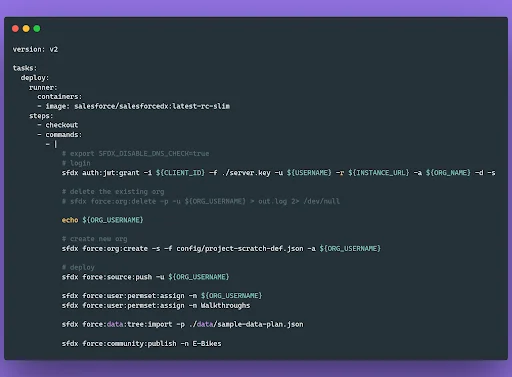 version: v2
tasks:
deploy:
runner:
containers:
- image: salesforce/salesforcedx:latest-rc-slim
steps:
- checkout
- commands:
- |
# export SFDX_DISABLE_DNS_CHECK=true
# login
sfdx auth:jwt:grant -i ${CLIENT_ID} -f ./server.key -u ${USERNAME} -r ${INSTANCE_URL} -a ${ORG_NAME} -d -s
# delete the existing org
# sfdx force:org:delete -p -u ${ORG_USERNAME} > out.log 2> /dev/null
echo ${ORG_USERNAME}
# create new org
sfdx force:org:create -s -f config/project-scratch-def.json -a ${ORG_USERNAME}
# deploy
sfdx force:source:push -u ${ORG_USERNAME}
sfdx force:user:permset:assign -n ${ORG_USERNAME}
sfdx force:user:permset:assign -n Walkthroughs
sfdx force:data:tree:import -p ./data/sample-data-plan.json
sfdx force:community:publish -n E-Bikes